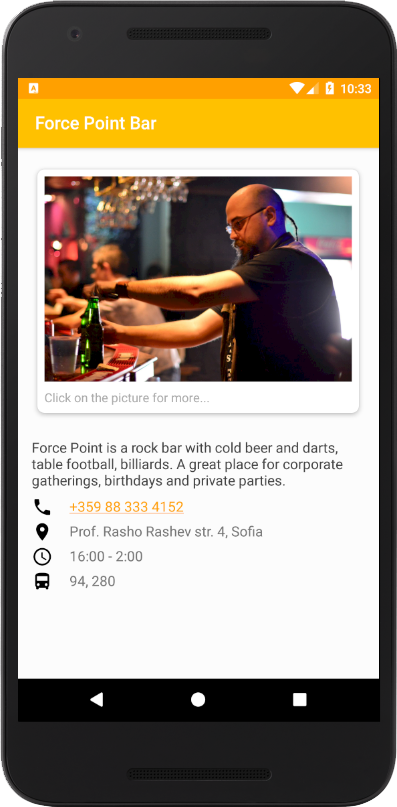 10:33
Force Point Bar
Click on the picture for more...
Force Point is a rock bar with cold beer and darts,
table football, billiards. A great place for corporate
gatherings, birthdays and private parties.
+359 88 333 4152
Prof. Rasho Rashev str. 4, Sofia
16:00 - 2:00
94, 280